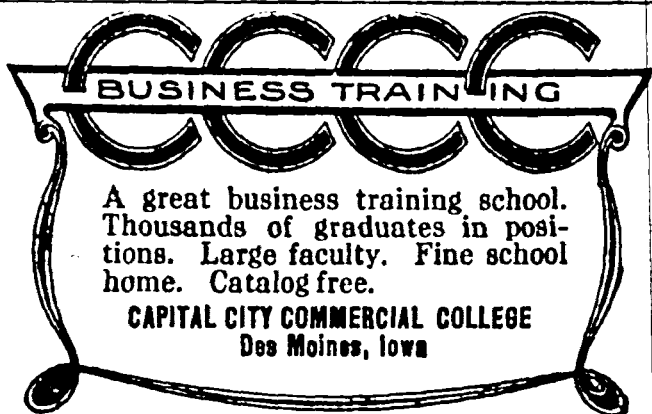 CCCC
BUSINESS TRAINING
A great business training school.
Thousands of graduates in posi-
tions. Large faculty. Fine school
home. Catalog free.
CAPITAL CITY COMMERCIAL COLLEGE
Des Moines, Iowa